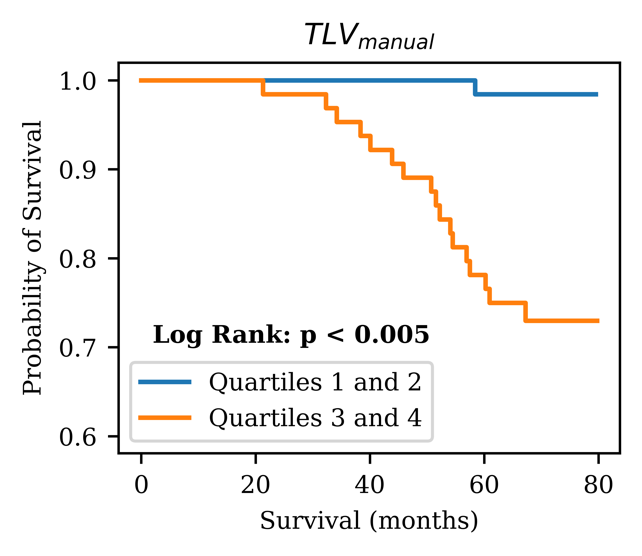 TLV_manual
1.0
0.9
0.8
0.7
0.6
Probability of Survival
Log Rank: p < 0.005
Quartiles 1 and 2
Quartiles 3 and 4
0 20 40 60 80
Survival (months)